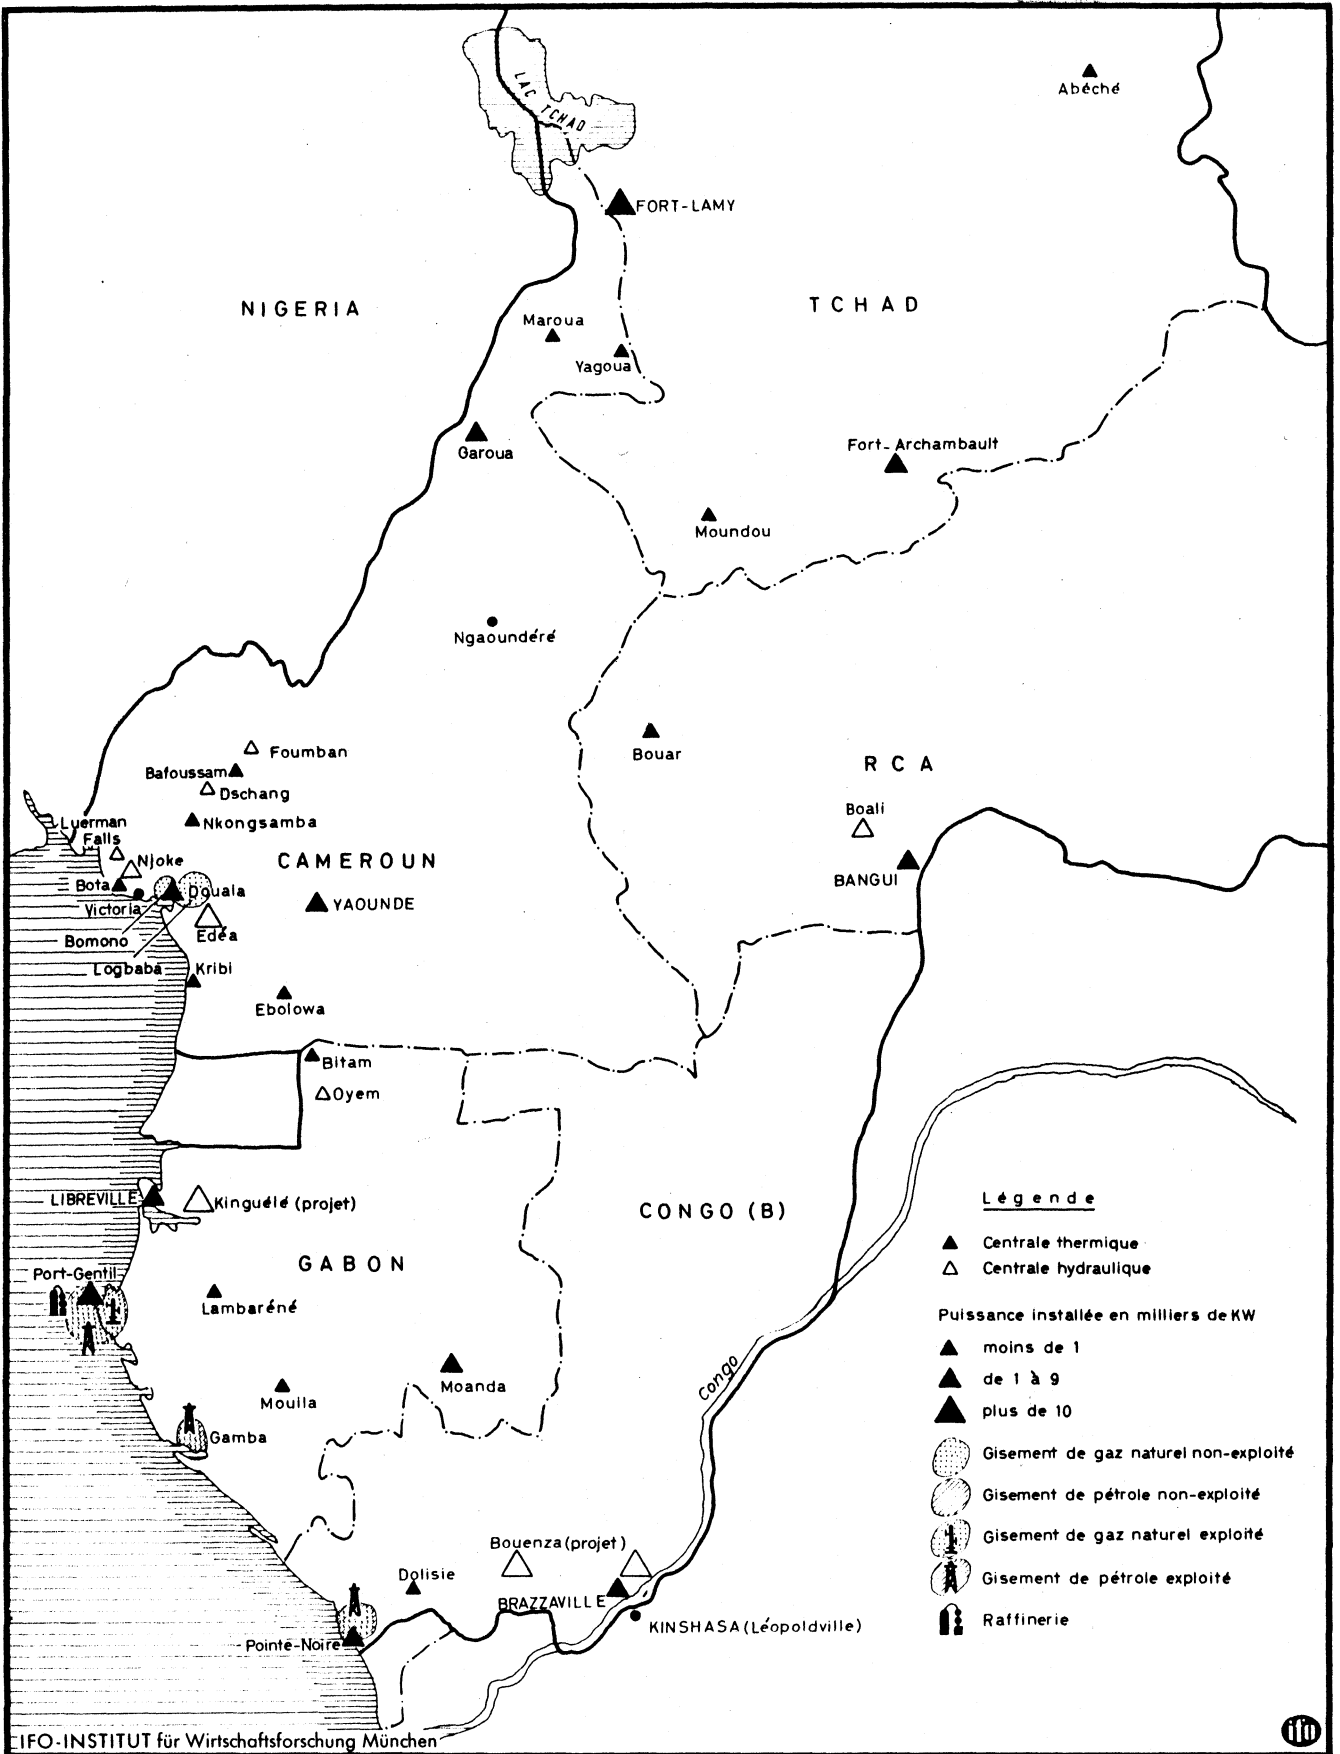 LAC TCHAD
Abéché
FORT-LAMY
NIGERIA
TCHAD
Maroua
Yagoua
Garoua
Fort-Archambault
Moundou
Ngaoundéré
Foumban
Bafoussam
Dschang
Nkongsamba
Bouar
RCA
Boali
BANGUI
Luerman
Falls
Njoke
CAMEROUN
Bota
Douala
Victoria
YAOUNDE
Edéa
Bomono
Logbaba
Kribi
Ebolowa
Bitam
Oyem
LIBREVILLE
Kinguélé (projet)
CONGO (B)
GABON
Port-Gentil
Lambaréné
Moanda
Mouila
Gamba
Congo
Bouenza (projet)
Dolisie
BRAZZAVILLE
KINSHASA (Léopoldville)
Pointe-Noire
Légende
Centrale thermique
Centrale hydraulique
Puissance installée en milliers de KW
moins de 1
de 1 à 9
plus de 10
Gisement de gaz naturel non-exploité
Gisement de pétrole non-exploité
Gisement de gaz naturel exploité
Gisement de pétrole exploité
Raffinerie
IFO-INSTITUT für Wirtschaftsforschung München
ifo